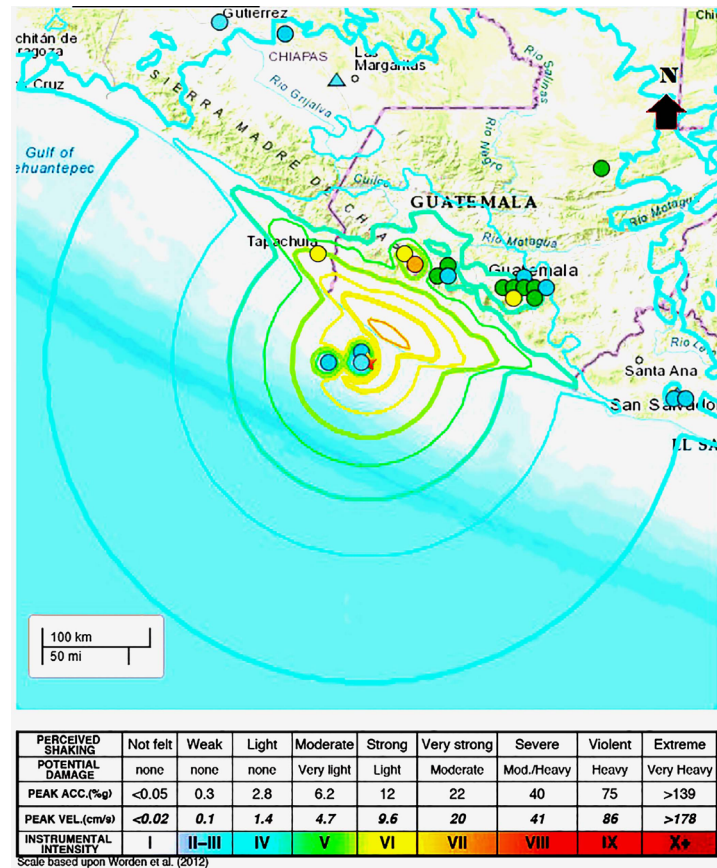 Gutiérrez
chitán de
ragoza
CHIAPAS
Las
Margaritas
Cruz
Rio Grijalva
Rio Salinas
Chi
N
SIERRA MADRE DE CHIAS
Gulf of
ehuantepec
Rio Negro
Cuilco
GUATEMALA
Rio Motagua
Rio Motagua
Tapachula
Guatemala
Rio L
Santa Ana
San Salvado
EL SA
100 km
50 mi
PERCEIVED SHAKING Not felt Weak Light Moderate Strong Very strong Severe Violent Extreme
POTENTIAL DAMAGE none none none Very light Light Moderate Mod./Heavy Heavy Very Heavy
PEAK ACC.(%g) <0.05 0.3 2.8 6.2 12 22 40 75 >139
PEAK VEL.(cm/s) <0.02 0.1 1.4 4.7 9.6 20 41 86 >178
INSTRUMENTAL INTENSITY I II–III IV V VI VII VIII IX X+
Scale based upon Worden et al. (2012)